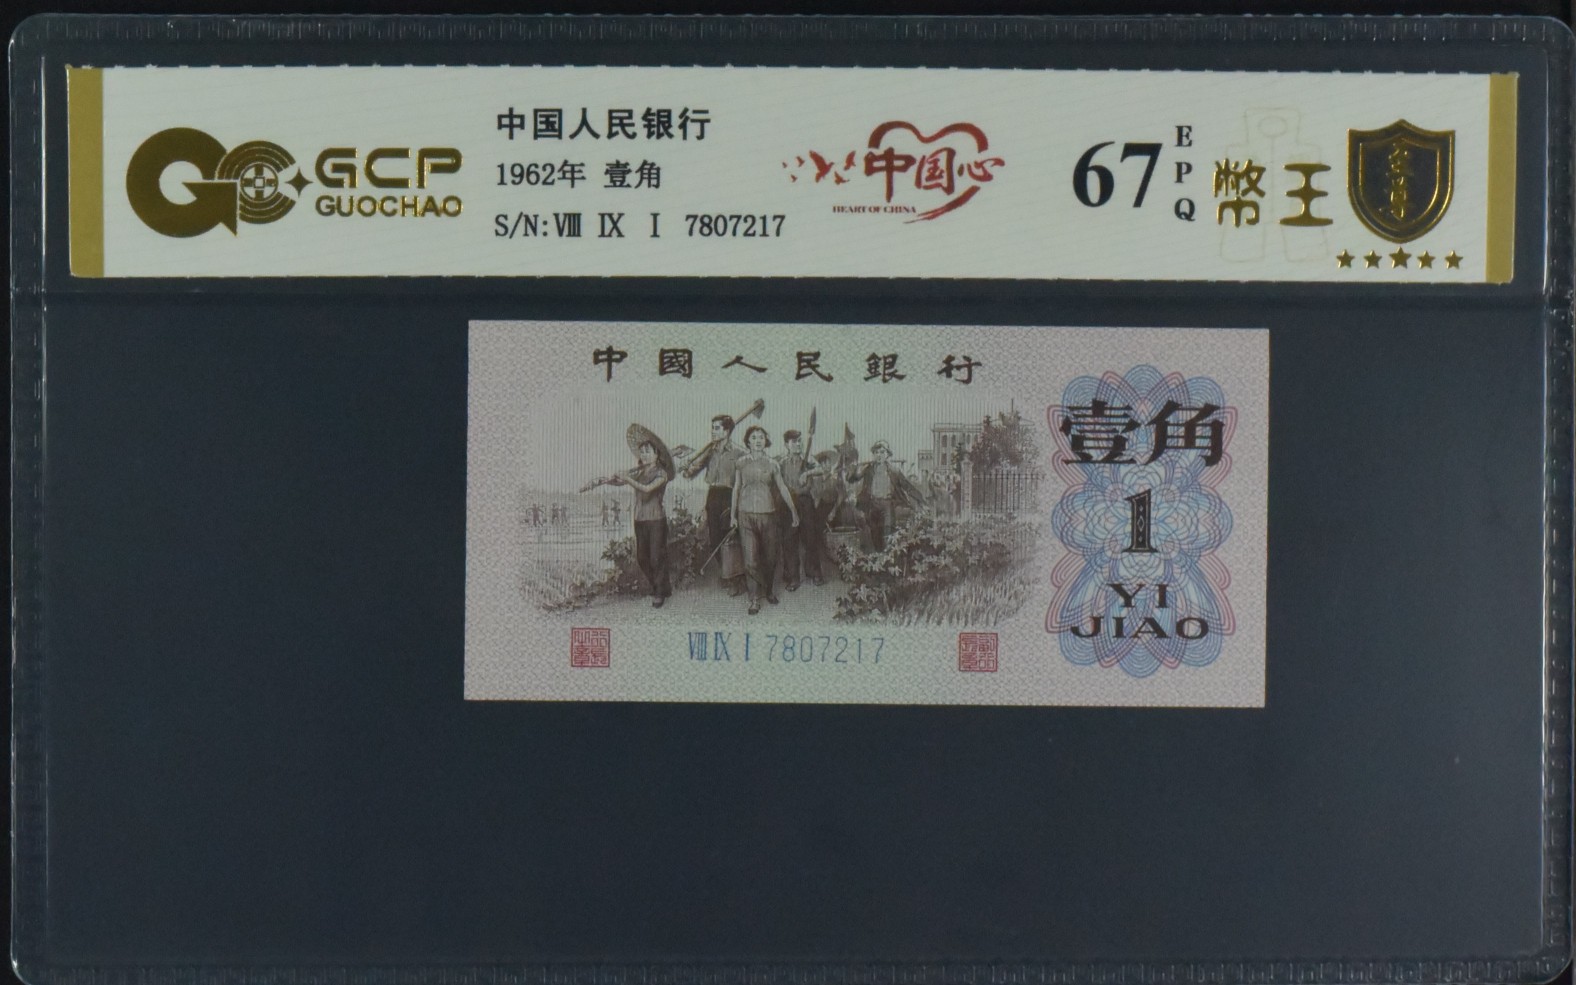 GCP
GUOCHAO
中国人民银行
1962年 壹角
S/N:Ⅷ Ⅸ Ⅰ 7807217
中国心
HEART OF CHINA
67
EPQ
币王
中國人民銀行
壹角
1
YI
JIAO
Ⅷ Ⅸ Ⅰ 7807217